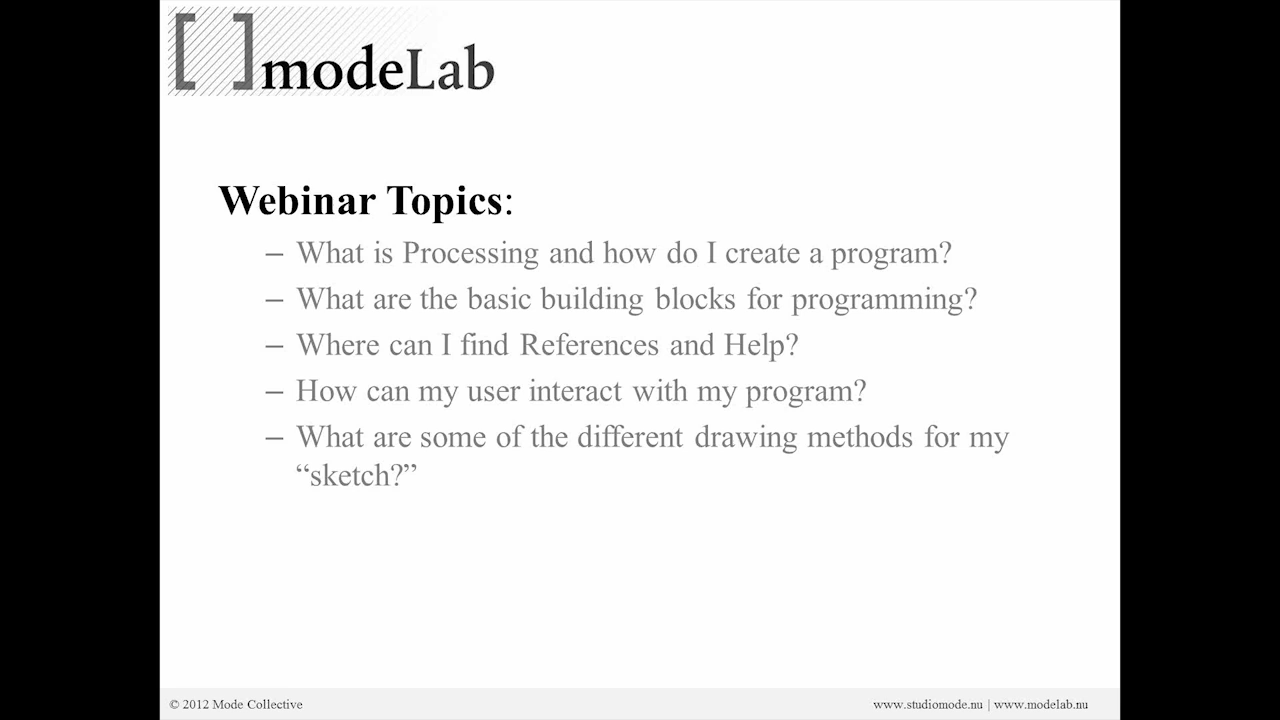 [ ]modeLab
Webinar Topics:
– What is Processing and how do I create a program?
– What are the basic building blocks for programming?
– Where can I find References and Help?
– How can my user interact with my program?
– What are some of the different drawing methods for my
“sketch?”
© 2012 Mode Collective
www.studiomode.nu | www.modelab.nu